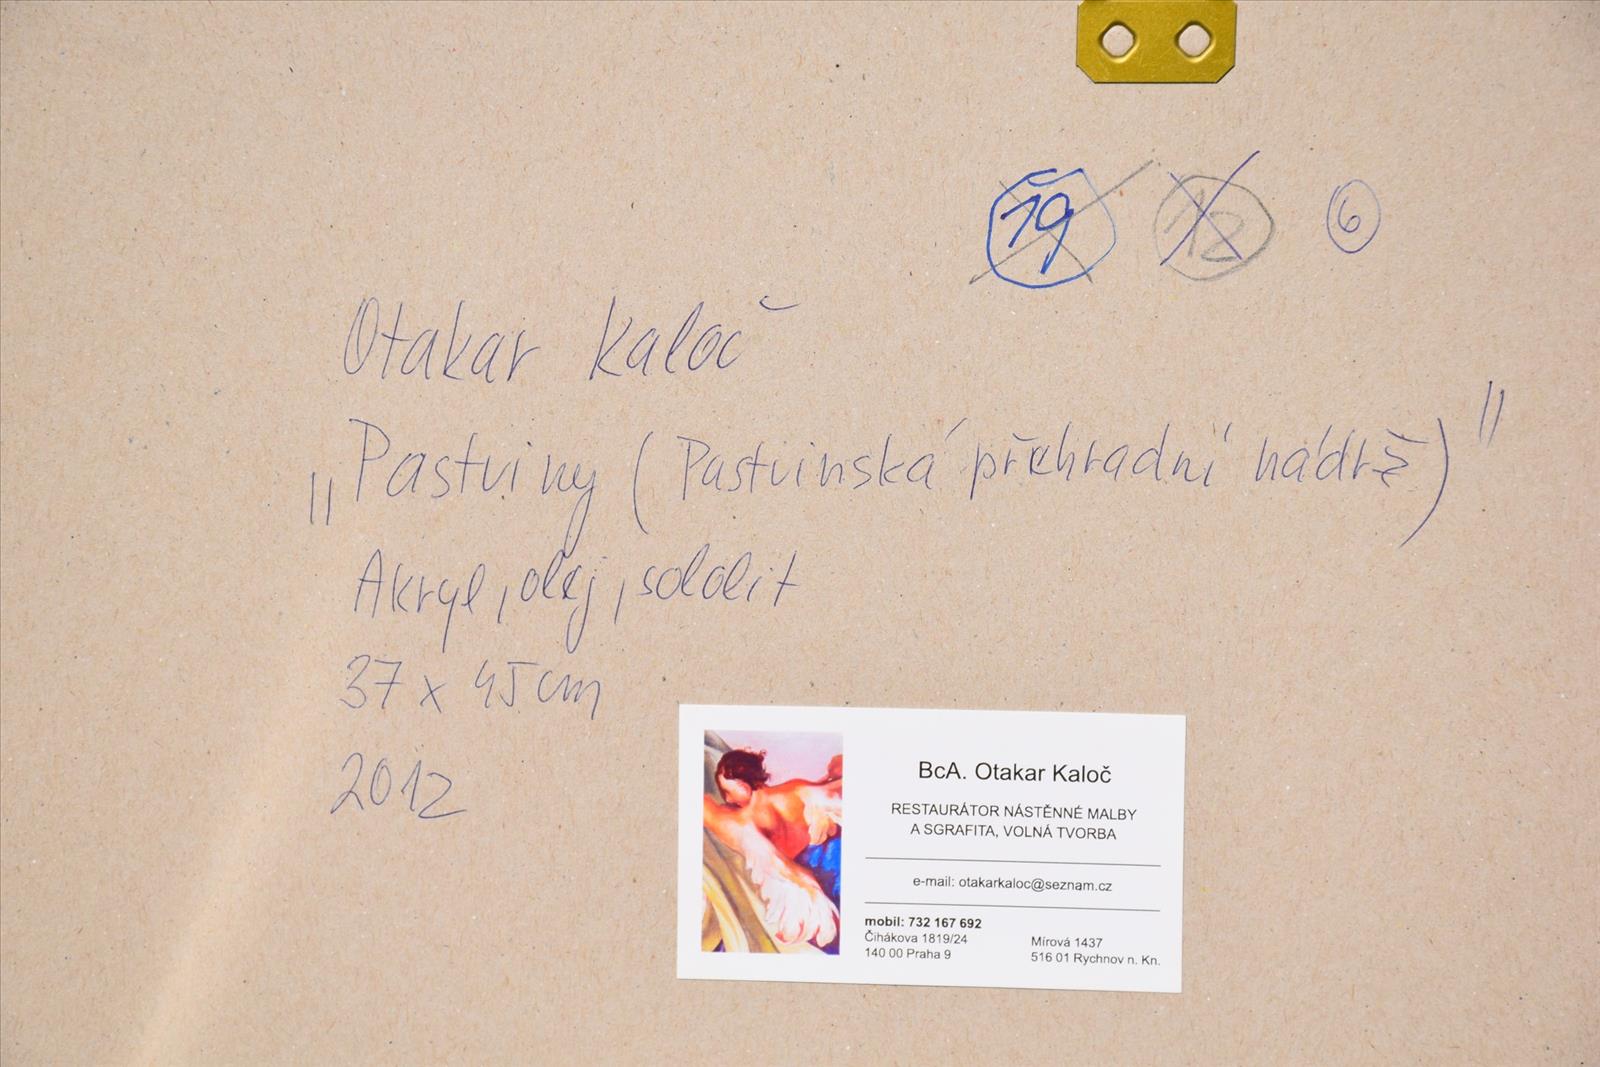 19 12 6
Otakar Kaloč
„Pastviny (Pastvinská přehradní nádrž)"
Akryl, olej, sololit
37 x 45 cm
2012
BcA. Otakar Kaloč
RESTAURÁTOR NÁSTĚNNÉ MALBY
A SGRAFITA, VOLNÁ TVORBA
e-mail: otakarkaloc@seznam.cz
mobil: 732 167 692
Čihákova 1819/24
140 00 Praha 9
Mírová 1437
516 01 Rychnov n. Kn.